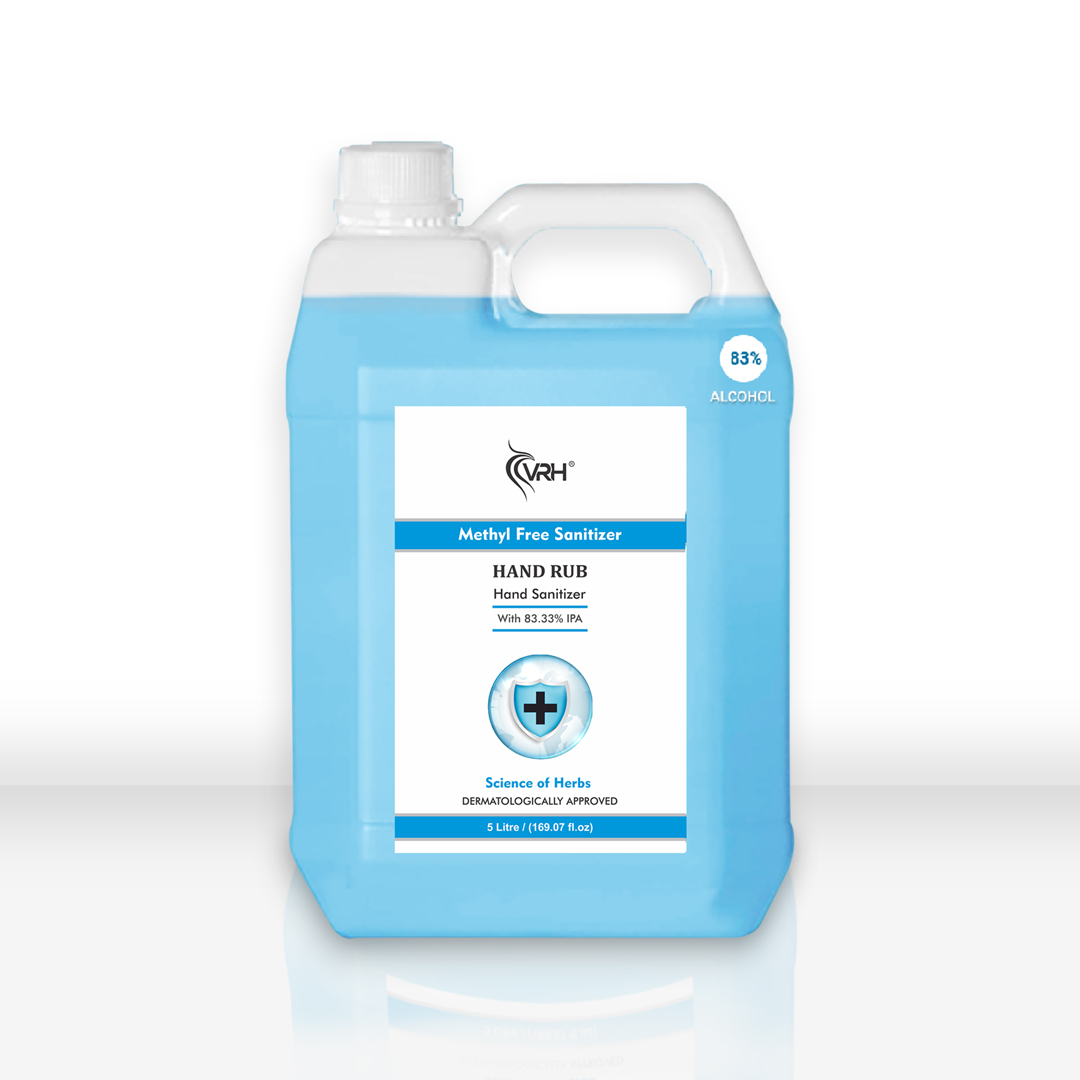 83%
ALCOHOL
VRH®
Methyl Free Sanitizer
HAND RUB
Hand Sanitizer
With 83.33% IPA
Science of Herbs
DERMATOLOGICALLY APPROVED
5 Litre / (169.07 fl.oz)